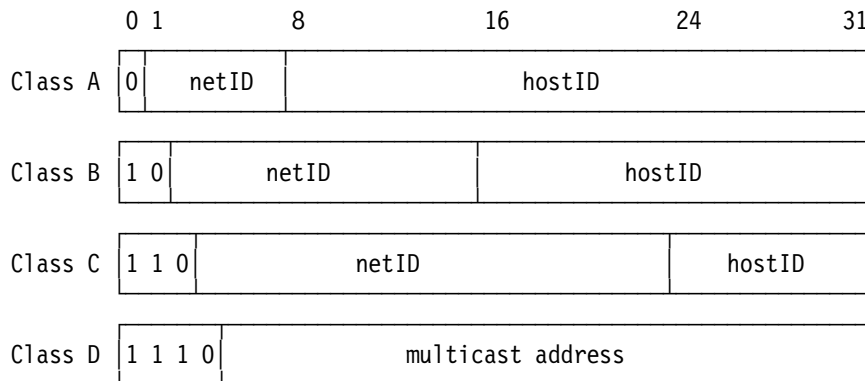 0 1 8 16 24 31
Class A 0 netID hostID
Class B 1 0 netID hostID
Class C 1 1 0 netID hostID
Class D 1 1 1 0 multicast address